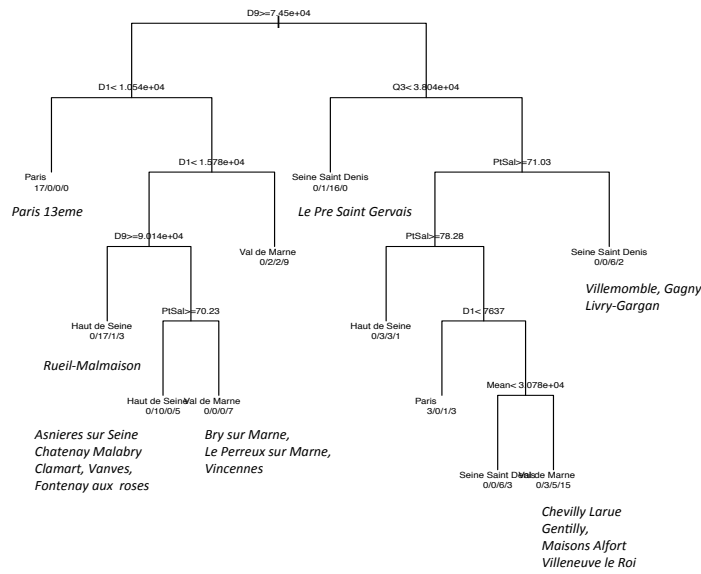 D9>=7.45e+04
D1< 1.054e+04
Q3< 3.804e+04
Paris
17/0/0/0
Paris 13eme
D1< 1.578e+04
Seine Saint Denis
0/1/16/0
Le Pre Saint Gervais
PtSal>=71.03
D9>=9.014e+04
Val de Marne
0/2/2/9
PtSal>=78.28
Seine Saint Denis
0/0/6/2
Villemomble, Gagny
Livry-Gargan
Haut de Seine
0/17/1/3
Rueil-Malmaison
PtSal>=70.23
Haut de Seine
0/3/3/1
D1< 7637
Haut de Seine
0/10/0/5
Val de Marne
0/0/0/7
Paris
3/0/1/3
Mean< 3.078e+04
Asnieres sur Seine
Chatenay Malabry
Clamart, Vanves,
Fontenay aux roses
Bry sur Marne,
Le Perreux sur Marne,
Vincennes
Seine Saint Denis
0/0/6/3
Val de Marne
0/3/5/15
Chevilly Larue
Gentilly,
Maisons Alfort
Villeneuve le Roi